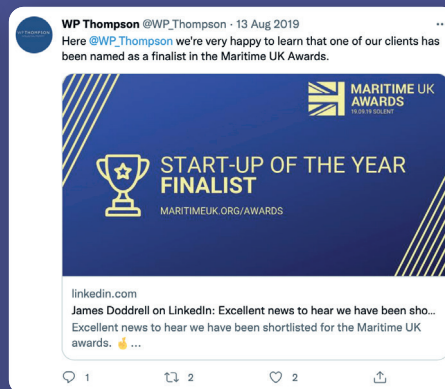 WP Thompson @WP_Thompson · 13 Aug 2019
Here @WP_Thompson we're very happy to learn that one of our clients has
been named as a finalist in the Maritime UK Awards.
WP THOMPSON
MARITIME UK
AWARDS
19.09.19 SOLENT
START-UP OF THE YEAR
FINALIST
MARITIMEUK.ORG/AWARDS
linkedin.com
James Doddrell on LinkedIn: Excellent news to hear we have been sho...
Excellent news to hear we have been shortlisted for the Maritime UK
awards. 🤞 ...
1 2 2